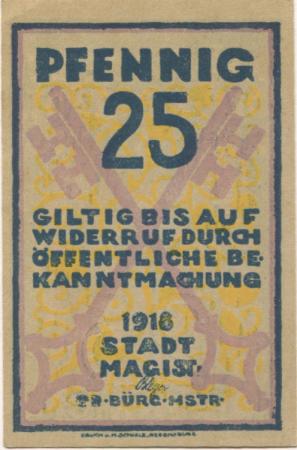 PFENNIG
25
GILTIG BIS AUF
WIDERRUF DURCH
ÖFFENTLICHE BE-
KANNTMACHUNG
1918
STADT
MAGIST.
BÜRG·MSTR·